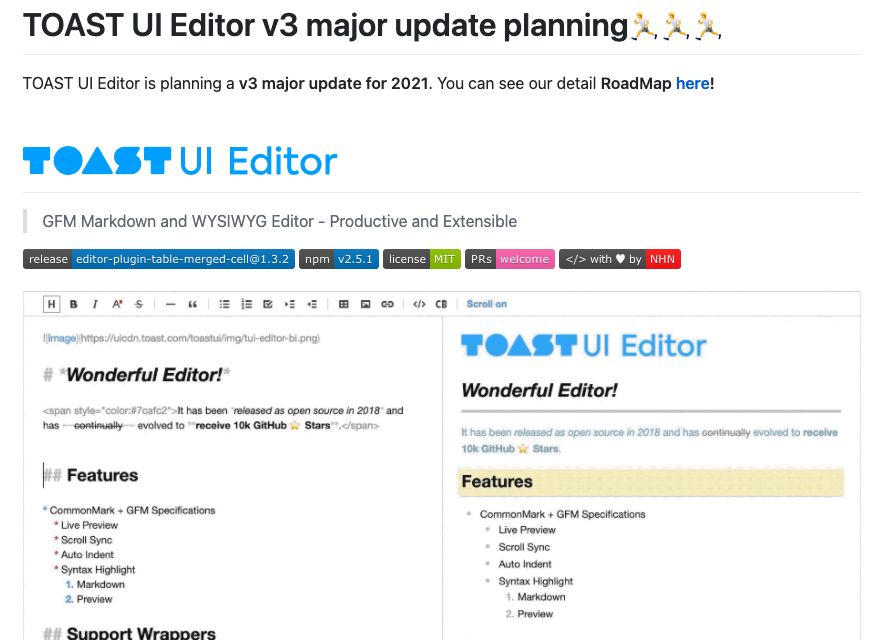 TOAST UI Editor v3 major update planning🏃🏃🏃
TOAST UI Editor is planning a v3 major update for 2021. You can see our detail RoadMap here!
TOAST UI Editor
GFM Markdown and WYSIWYG Editor - Productive and Extensible
release editor-plugin-table-merged-cell@1.3.2 npm v2.5.1 license MIT PRs welcome </> with ♥ by NHN
H B I A S — “ </> CB Scroll on
![image](https://uicdn.toast.com/toastui/img/tui-editor-bi.png)
# *Wonderful Editor!*
<span style="color:#7cafc2">It has been *released as open source in 2018* and
has ~~continually~~ evolved to **receive 10k GitHub ⭐ Stars**.</span>
## Features
* CommonMark + GFM Specifications
* Live Preview
* Scroll Sync
* Auto Indent
* Syntax Highlight
1. Markdown
2. Preview
## Support Wrappers
TOAST UI Editor
Wonderful Editor!
It has been released as open source in 2018 and has continually evolved to receive
10k GitHub ⭐ Stars.
Features
• CommonMark + GFM Specifications
• Live Preview
• Scroll Sync
• Auto Indent
• Syntax Highlight
1. Markdown
2. Preview